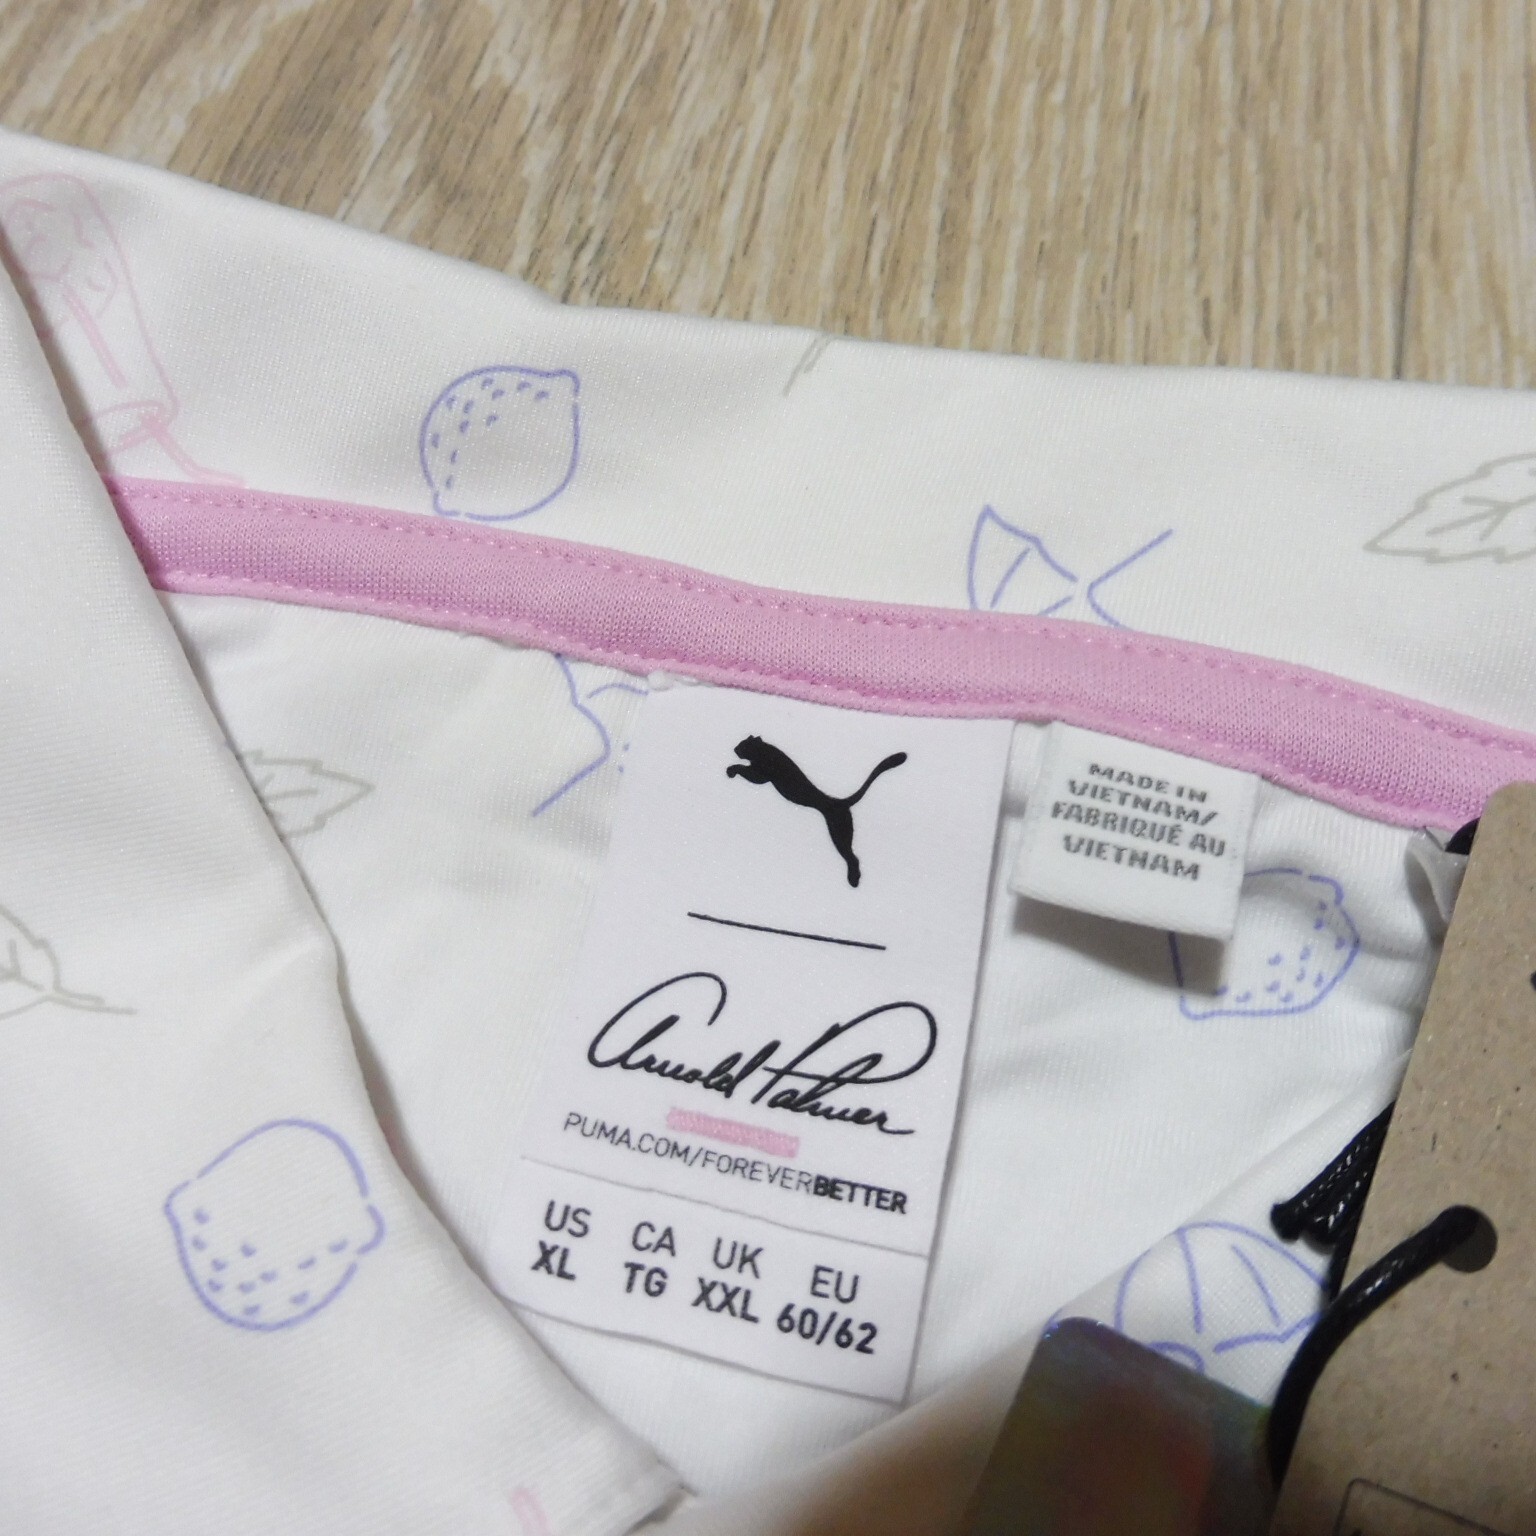 Arnold Palmer
PUMA.COM/FOREVERBETTER
US CA UK EU
XL TG XXL 60/62
MADE IN
VIETNAM/
FABRIQUÉ AU
VIETNAM